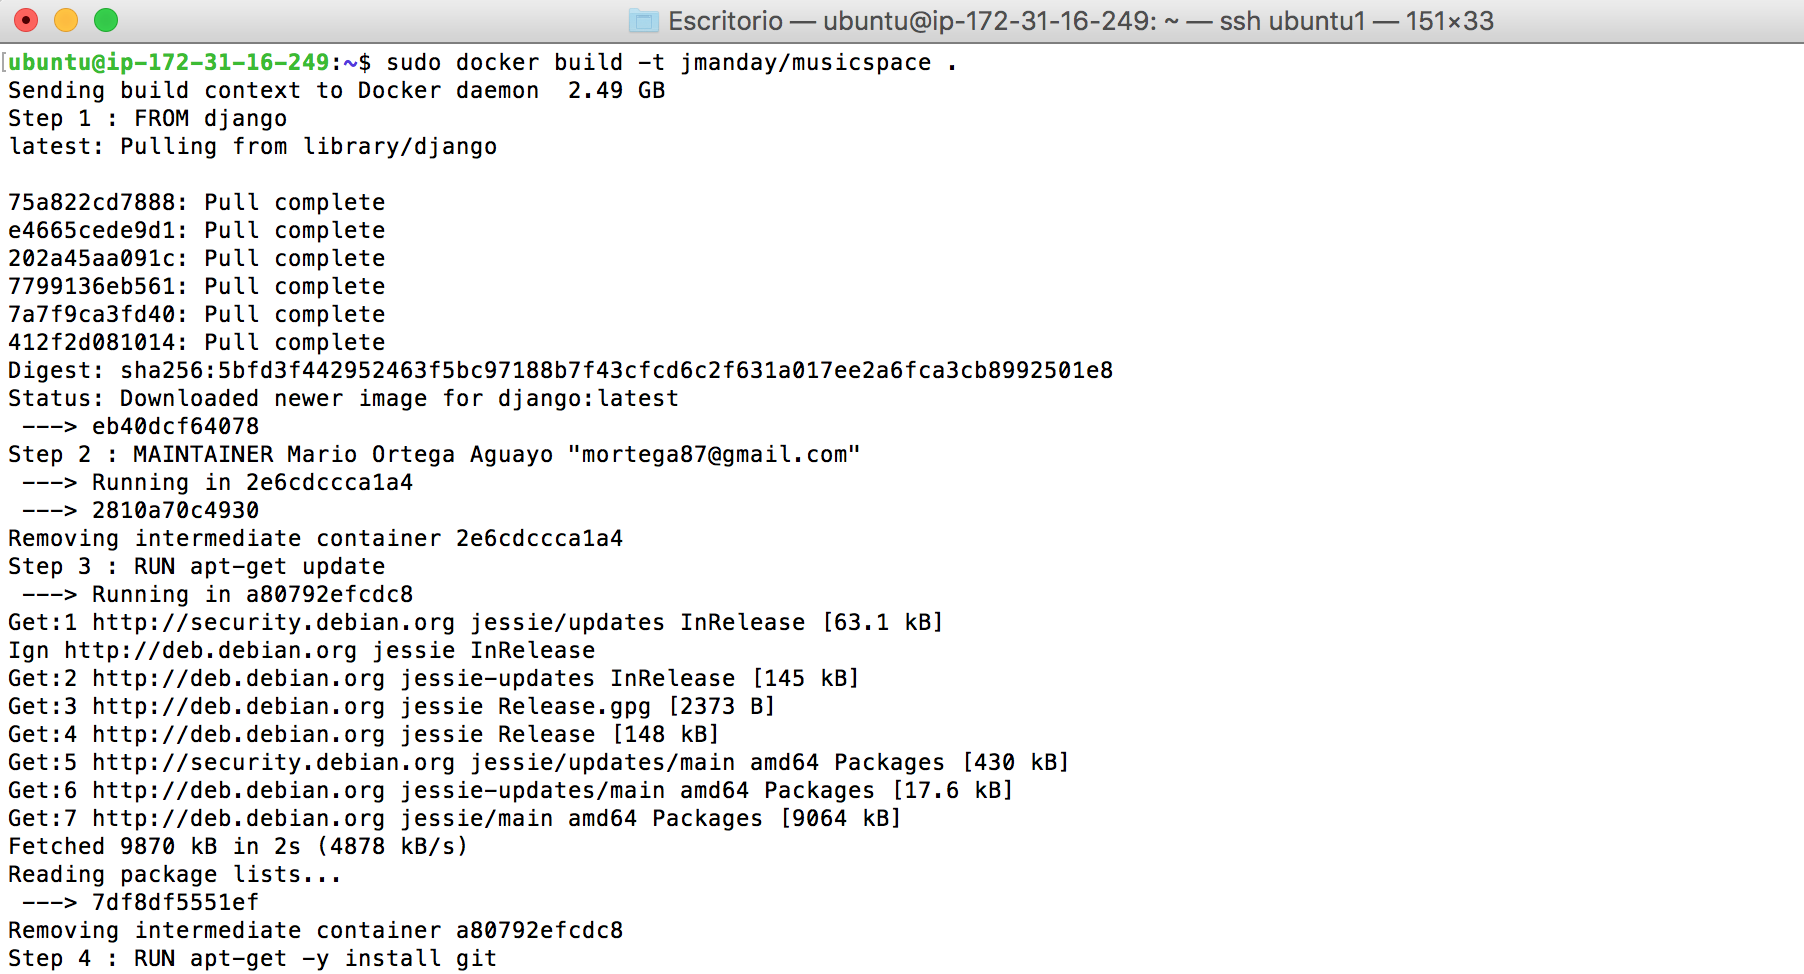 Escritorio — ubuntu@ip-172-31-16-249: ~ — ssh ubuntu1 — 151×33
[ubuntu@ip-172-31-16-249:~$ sudo docker build -t jmanday/musicspace .
Sending build context to Docker daemon  2.49 GB
Step 1 : FROM django
latest: Pulling from library/django

75a822cd7888: Pull complete
e4665cede9d1: Pull complete
202a45aa091c: Pull complete
7799136eb561: Pull complete
7a7f9ca3fd40: Pull complete
412f2d081014: Pull complete
Digest: sha256:5bfd3f442952463f5bc97188b7f43cfcd6c2f631a017ee2a6fca3cb8992501e8
Status: Downloaded newer image for django:latest
 ---> eb40dcf64078
Step 2 : MAINTAINER Mario Ortega Aguayo "mortega87@gmail.com"
 ---> Running in 2e6cdccca1a4
 ---> 2810a70c4930
Removing intermediate container 2e6cdccca1a4
Step 3 : RUN apt-get update
 ---> Running in a80792efcdc8
Get:1 http://security.debian.org jessie/updates InRelease [63.1 kB]
Ign http://deb.debian.org jessie InRelease
Get:2 http://deb.debian.org jessie-updates InRelease [145 kB]
Get:3 http://deb.debian.org jessie Release.gpg [2373 B]
Get:4 http://deb.debian.org jessie Release [148 kB]
Get:5 http://security.debian.org jessie/updates/main amd64 Packages [430 kB]
Get:6 http://deb.debian.org jessie-updates/main amd64 Packages [17.6 kB]
Get:7 http://deb.debian.org jessie/main amd64 Packages [9064 kB]
Fetched 9870 kB in 2s (4878 kB/s)
Reading package lists...
 ---> 7df8df5551ef
Removing intermediate container a80792efcdc8
Step 4 : RUN apt-get -y install git